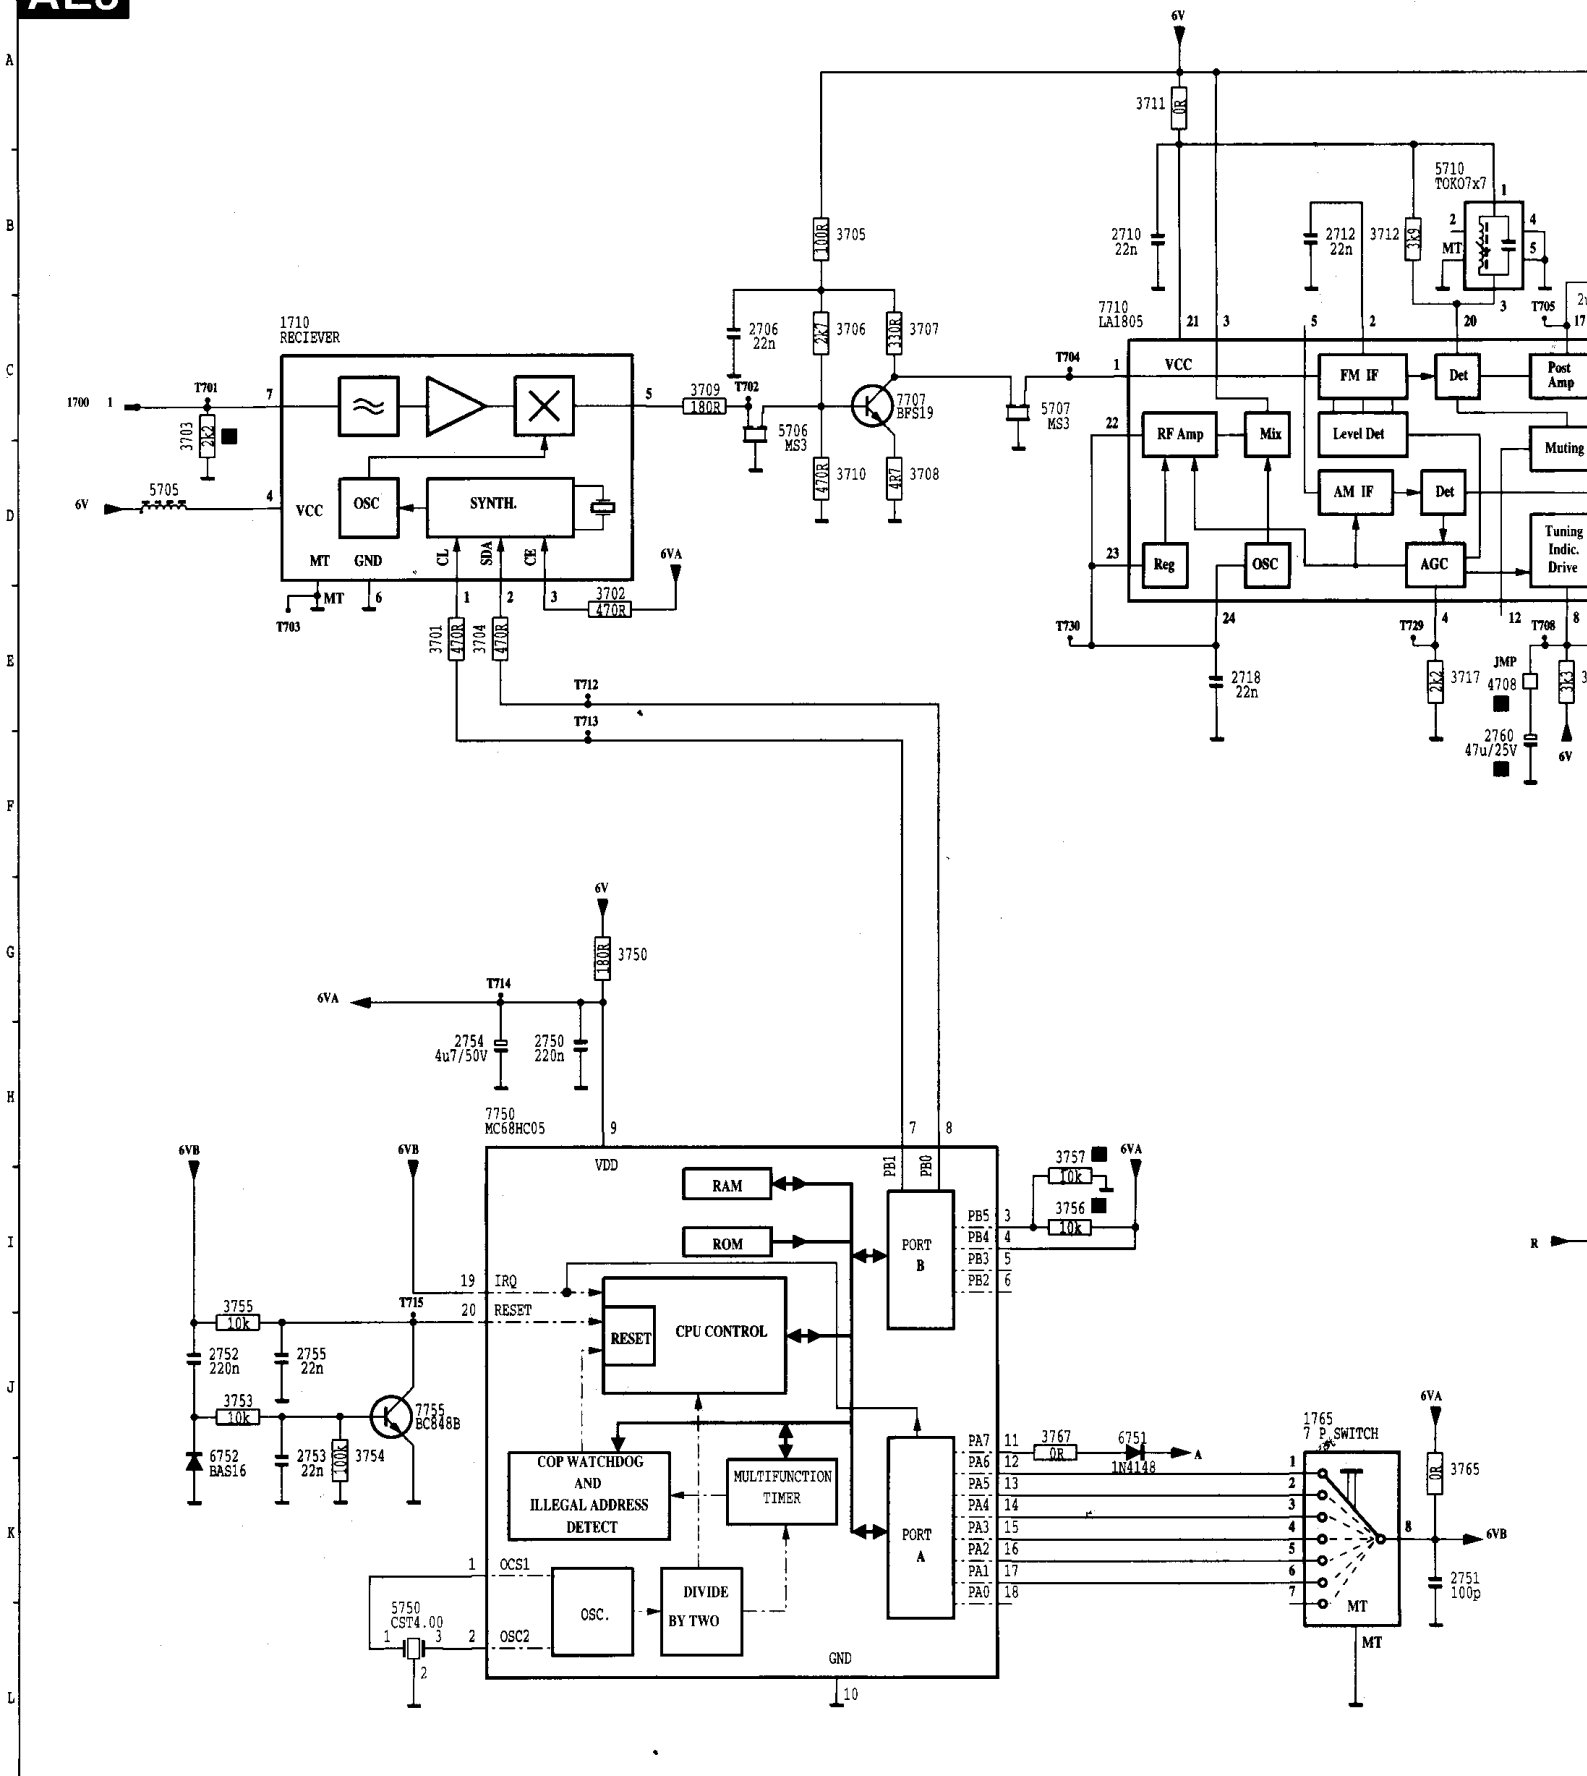 A
B
C
D
E
F
G
H
I
J
K
L
6V
3711
0R
5710
TOKO7x7
1
2
4
MT
5
3
3705
100R
2710
22n
2712
22n
3712
3k9
1710
RECIEVER
2706
22n
2k7
3706
330R
3707
7710
LA1805
21
3
5
2
20
T705
17
1700
1
T701
7
3703
2k2
5
3709
180R
T702
5706
MS3
7707
BFS19
T704
1
5707
MS3
VCC
FM IF
Det
Post
Amp
22
RF Amp
Mix
Level Det
Muting
470R
3710
4R7
3708
AM IF
Det
Tuning
Indic.
Drive
23
Reg
OSC
AGC
6V
5705
4
VCC
OSC
SYNTH.
MT
GND
CL
SDA
CE
6VA
T703
MT
6
1
2
3
3702
470R
3701
470R
3704
470R
T730
24
T729
4
12
T708
8
2718
22n
2k2
3717
JMP
4708
3k3
T712
T713
2760
47u/25V
6V
6V
180R
3750
6VA
T714
2754
4u7/50V
2750
220n
7750
MC68HC05
9
7
8
VDD
PB1
PB0
6VB
6VB
RAM
ROM
3757
10k
6VA
3756
10k
PORT
B
PB5
3
PB4
4
PB3
5
PB2
6
R
19
IRQ
T715
20
RESET
3755
10k
RESET
CPU CONTROL
2752
220n
2755
22n
3753
10k
7755
BC848B
6752
BAS16
2753
22n
100k
3754
COP WATCHDOG
AND
ILLEGAL ADDRESS
DETECT
MULTIFUNCTION
TIMER
PORT
A
PA7
11
PA6
12
PA5
13
PA4
14
PA3
15
PA2
16
PA1
17
PA0
18
3767
0R
6751
1N4148
A
1765
7 P SWITCH
6VA
0R
3765
1
2
3
4
5
6
7
8
6VB
2751
100p
MT
MT
1
OCS1
OSC.
DIVIDE
BY TWO
5750
CST4.00
1
3
2
2
OSC2
GND
10